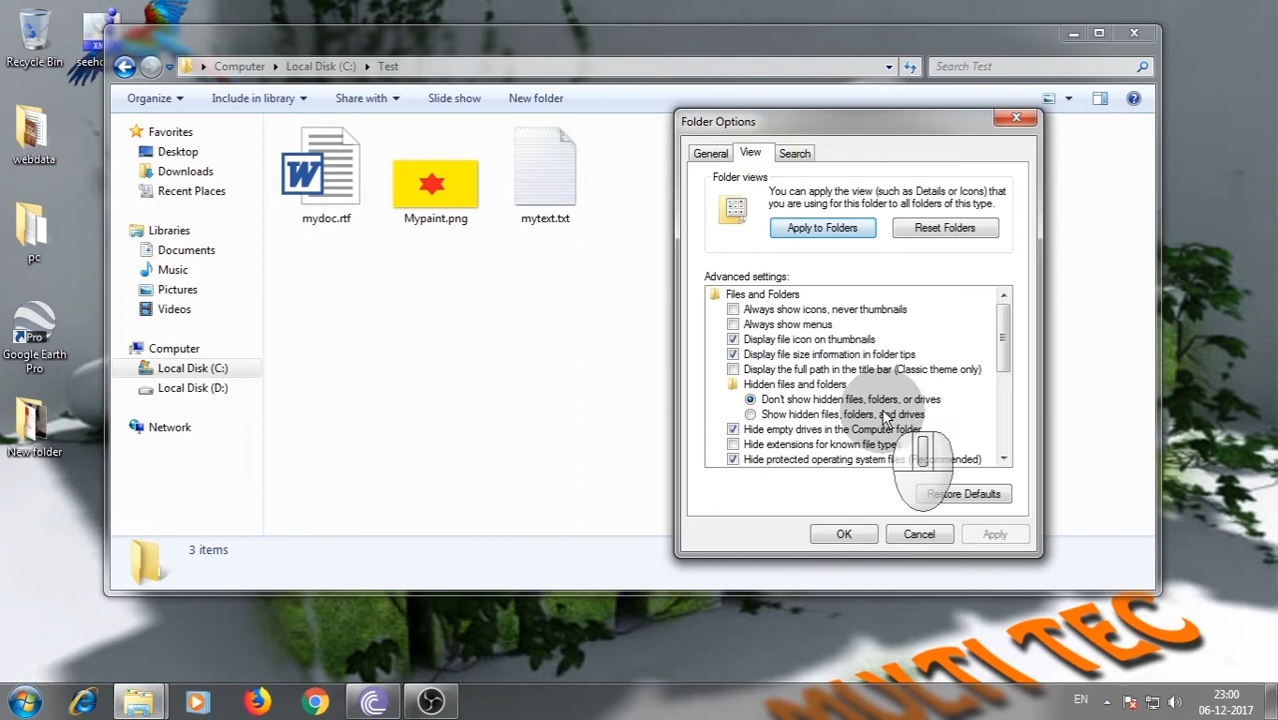 Recycle Bin
seeho
webdata
pc
Pro
Google Earth
Pro
New folder
Computer
Local Disk (C:)
Test
Search Test
Organize
Include in library
Share with
Slide show
New folder
Favorites
Desktop
Downloads
Recent Places
Libraries
Documents
Music
Pictures
Videos
Computer
Local Disk (C:)
Local Disk (D:)
Network
W
mydoc.rtf
Mypaint.png
mytext.txt
3 items
Folder Options
General
View
Search
Folder views
You can apply the view (such as Details or Icons) that
you are using for this folder to all folders of this type.
Apply to Folders
Reset Folders
Advanced settings:
Files and Folders
Always show icons, never thumbnails
Always show menus
Display file icon on thumbnails
Display file size information in folder tips
Display the full path in the title bar (Classic theme only)
Hidden files and folders
Don't show hidden files, folders, or drives
Show hidden files, folders, and drives
Hide empty drives in the Computer folder
Hide extensions for known file types
Hide protected operating system files (Recommended)
Restore Defaults
OK
Cancel
Apply
MULTI TEC
EN
23:00
06-12-2017